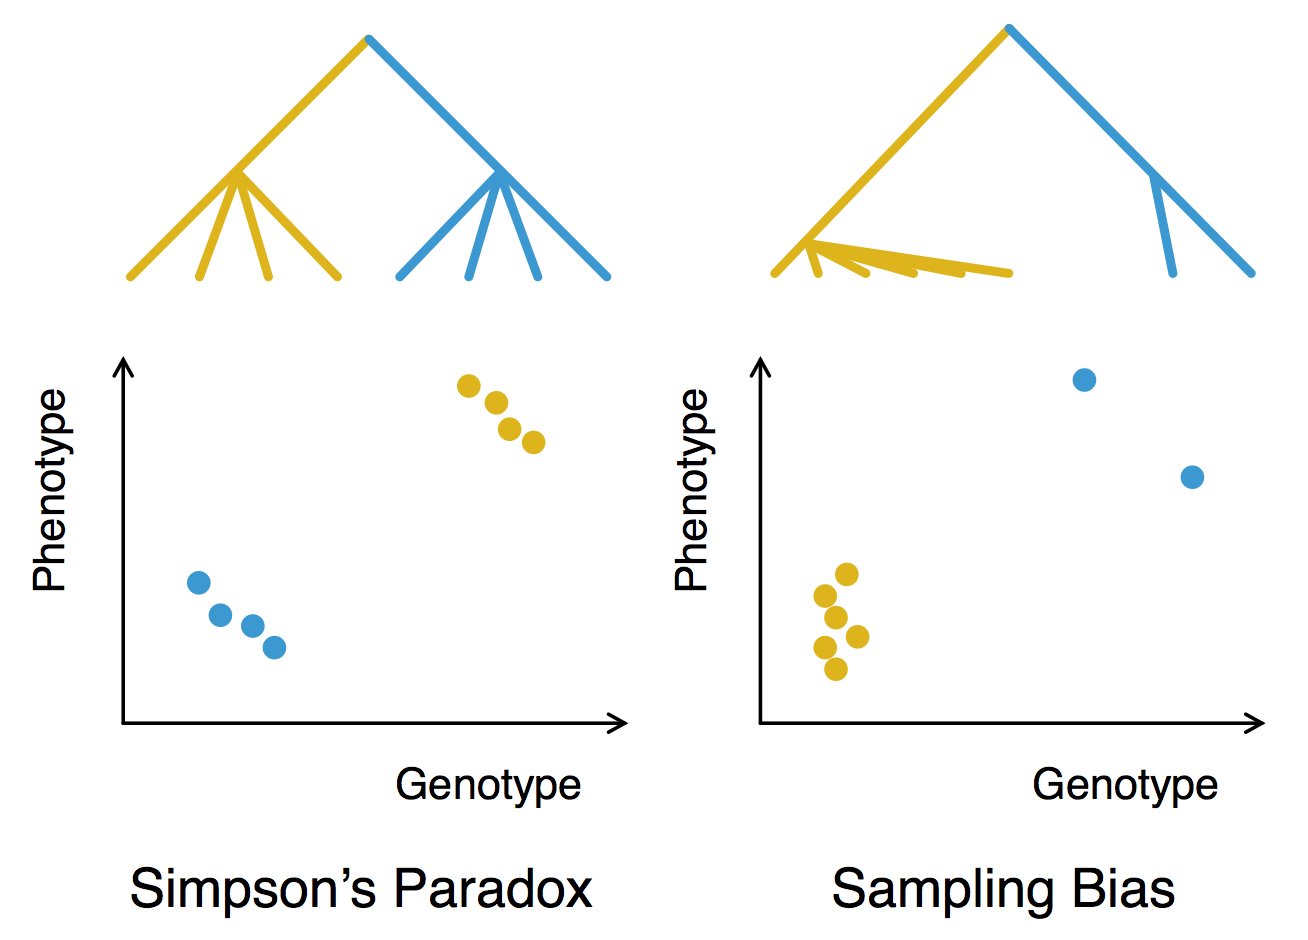 Phenotype
Genotype
Simpson’s Paradox
Phenotype
Genotype
Sampling Bias